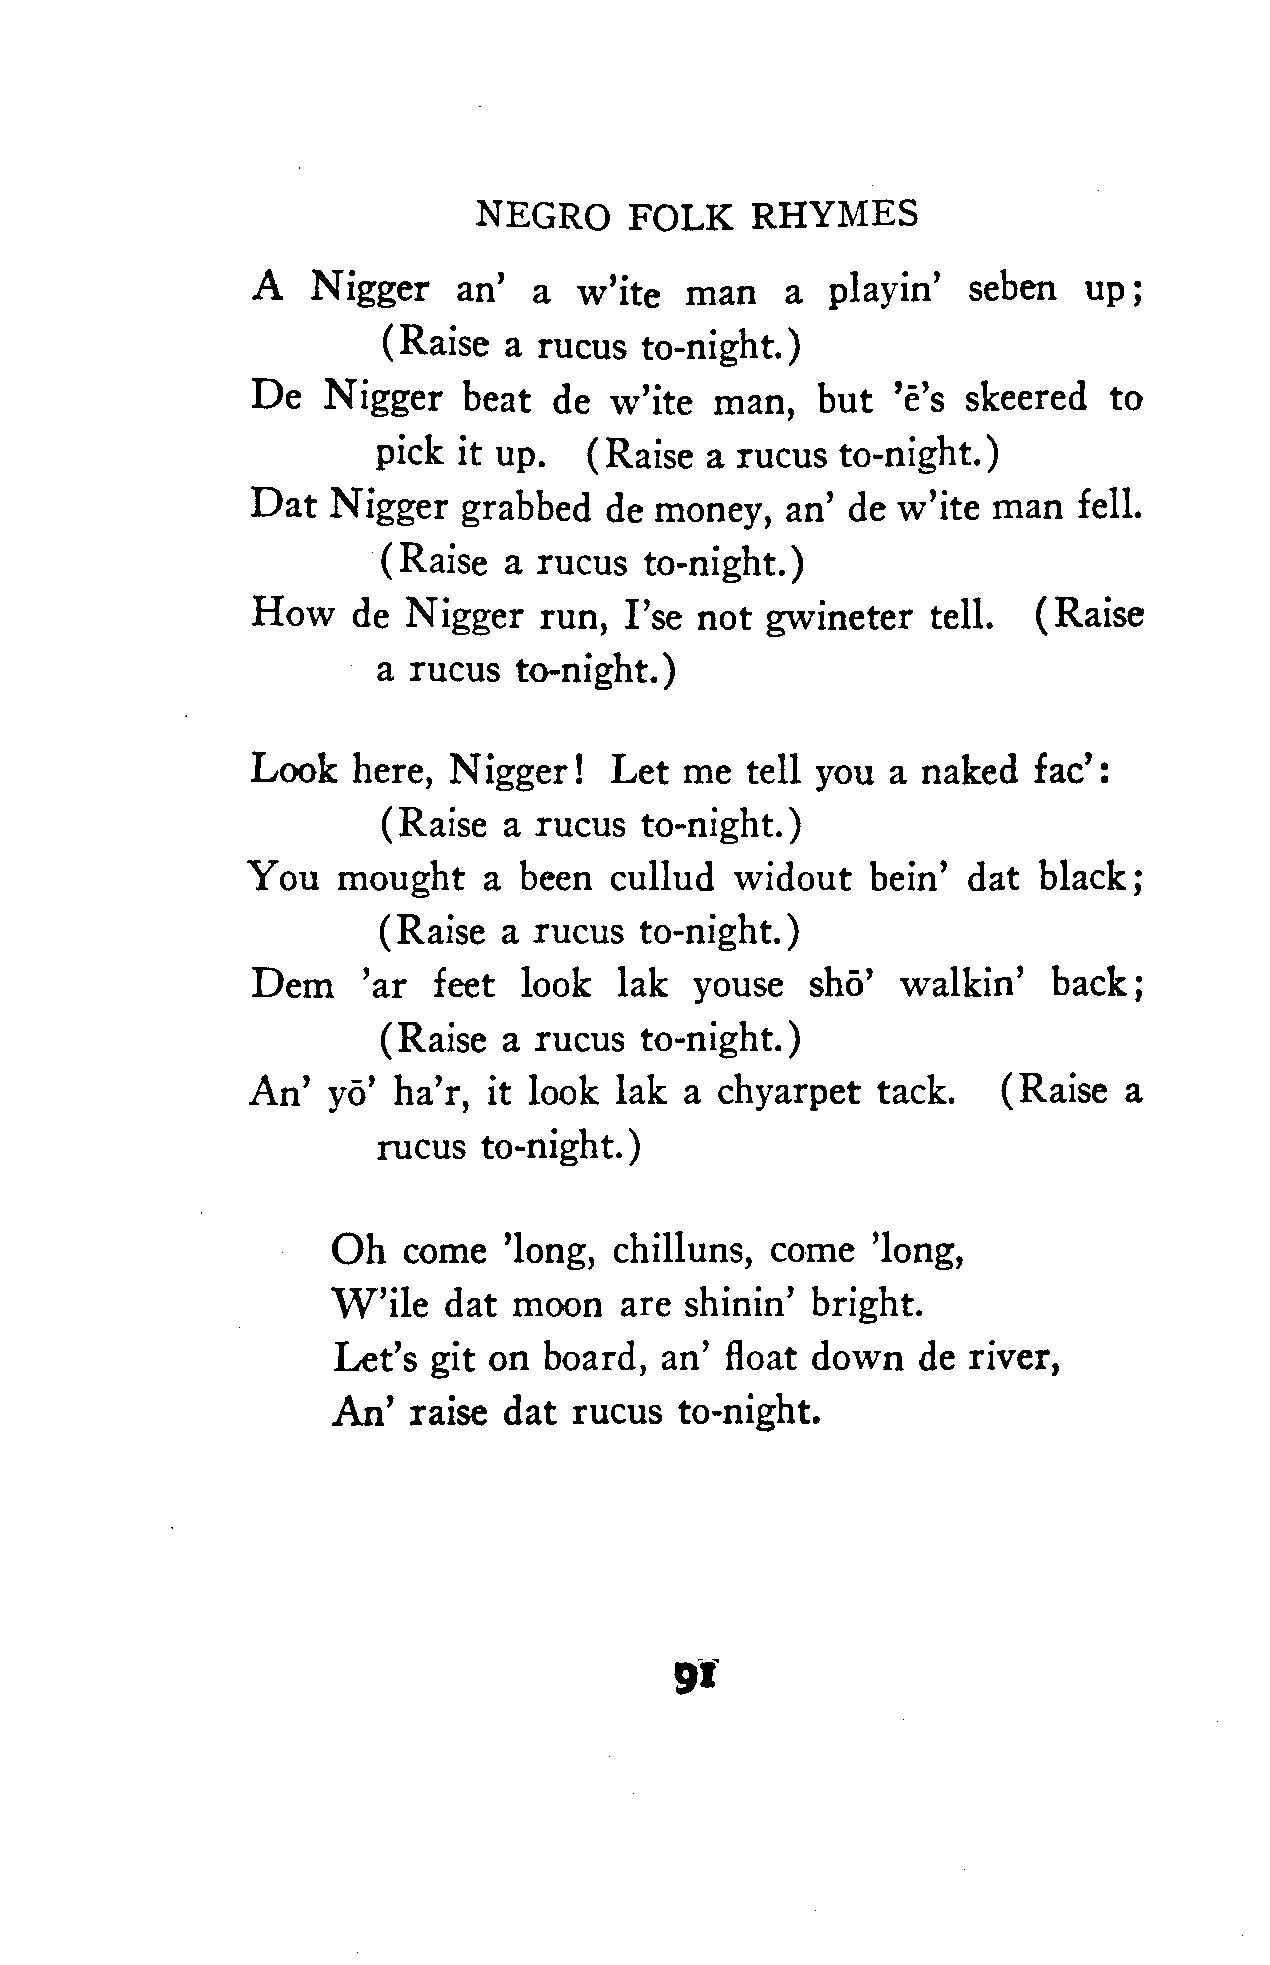 NEGRO FOLK RHYMES
A Nigger an' a w'ite man a playin' seben up;
(Raise a rucus to-night.)
De Nigger beat de w'ite man, but 'ē's skeered to
pick it up. (Raise a rucus to-night.)
Dat Nigger grabbed de money, an' de w'ite man fell.
(Raise a rucus to-night.)
How de Nigger run, I'se not gwineter tell. (Raise
a rucus to-night.)
Look here, Nigger! Let me tell you a naked fac':
(Raise a rucus to-night.)
You mought a been cullud widout bein' dat black;
(Raise a rucus to-night.)
Dem 'ar feet look lak youse shō' walkin' back;
(Raise a rucus to-night.)
An' yō' ha'r, it look lak a chyarpet tack. (Raise a
rucus to-night.)
Oh come 'long, chilluns, come 'long,
W'ile dat moon are shinin' bright.
Let's git on board, an' float down de river,
An' raise dat rucus to-night.
91